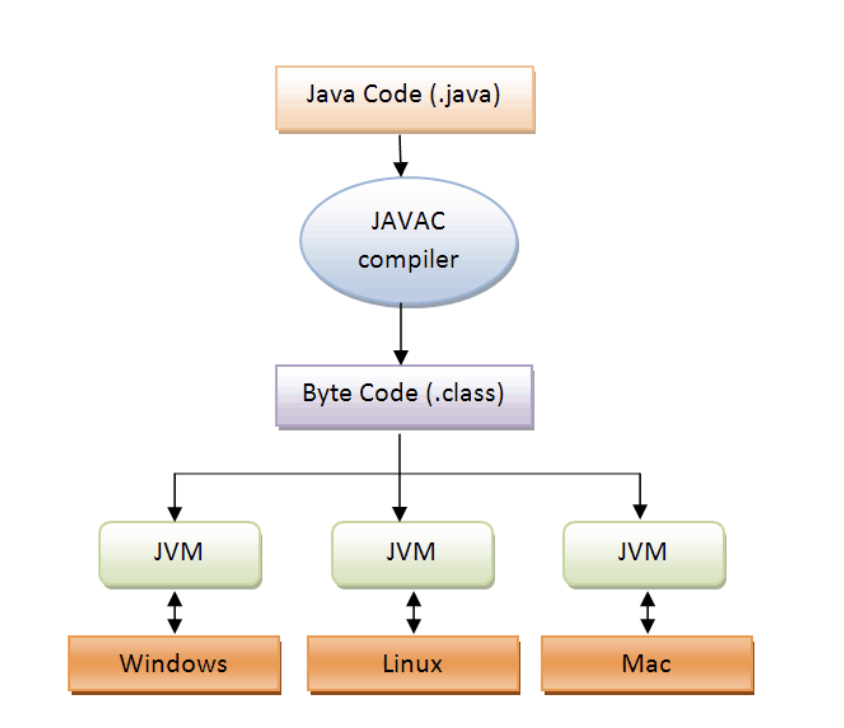 Java Code (.java)
JAVAC
compiler
Byte Code (.class)
JVM
JVM
JVM
Windows
Linux
Mac